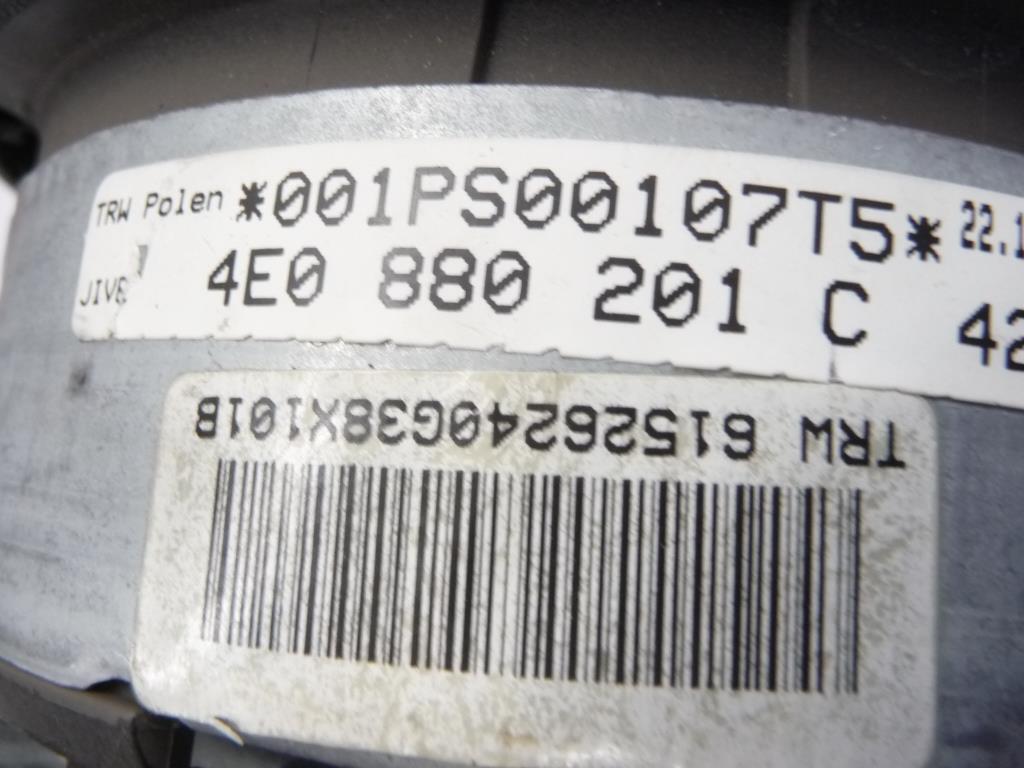 TRW Polen *001PS00107T5* 22.1
4E0 880 201 C 42
TRW 61526240G38X101B